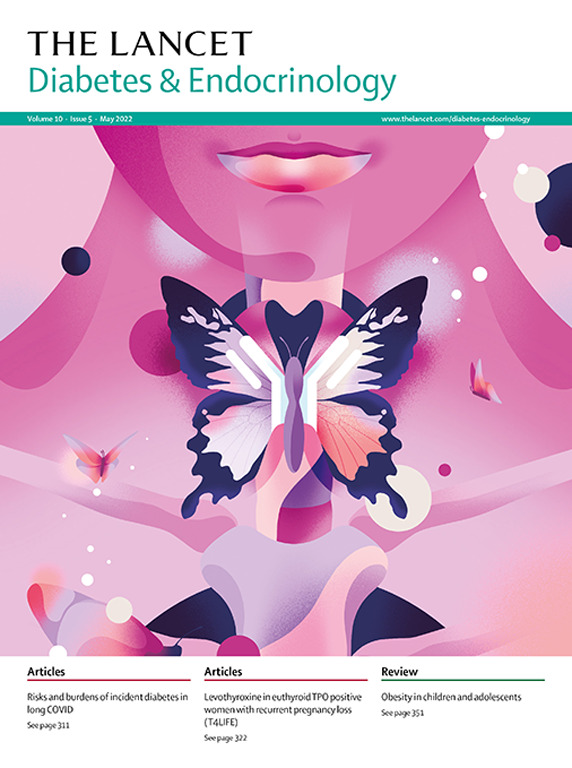 THE LANCET
Diabetes & Endocrinology
Volume 10 · Issue 5 · May 2022
www.thelancet.com/diabetes-endocrinology
Articles
Risks and burdens of incident diabetes in
long COVID
See page 311
Articles
Levothyroxine in euthyroid TPO positive
women with recurrent pregnancy loss
(T4LIFE)
See page 322
Review
Obesity in children and adolescents
See page 351